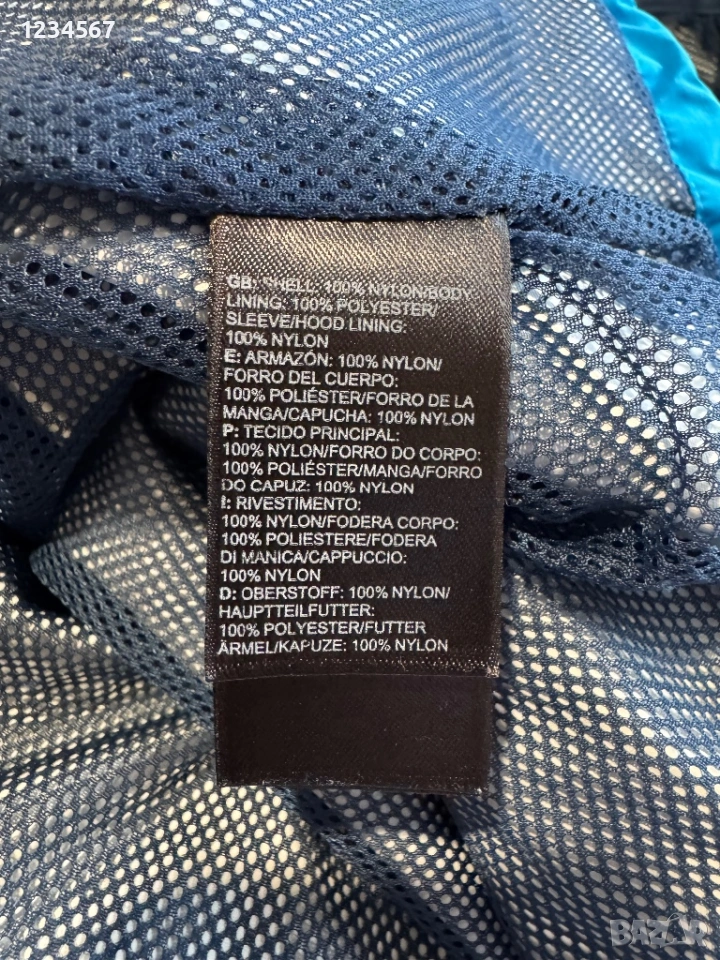 1234567
GB: SHELL: 100% NYLON/BODY
LINING: 100% POLYESTER/
SLEEVE/HOOD LINING:
100% NYLON
E: ARMAZÓN: 100% NYLON/
FORRO DEL CUERPO:
100% POLIÉSTER/FORRO DE LA
MANGA/CAPUCHA: 100% NYLON
P: TECIDO PRINCIPAL:
100% NYLON/FORRO DO CORPO:
100% POLIÉSTER/MANGA/FORRO
DO CAPUZ: 100% NYLON
I: RIVESTIMENTO:
100% NYLON/FODERA CORPO:
100% POLIESTERE/FODERA
DI MANICA/CAPPUCCIO:
100% NYLON
D: OBERSTOFF: 100% NYLON/
HAUPTTEILFUTTER:
100% POLYESTER/FUTTER
ÄRMEL/KAPUZE: 100% NYLON
BAZAR